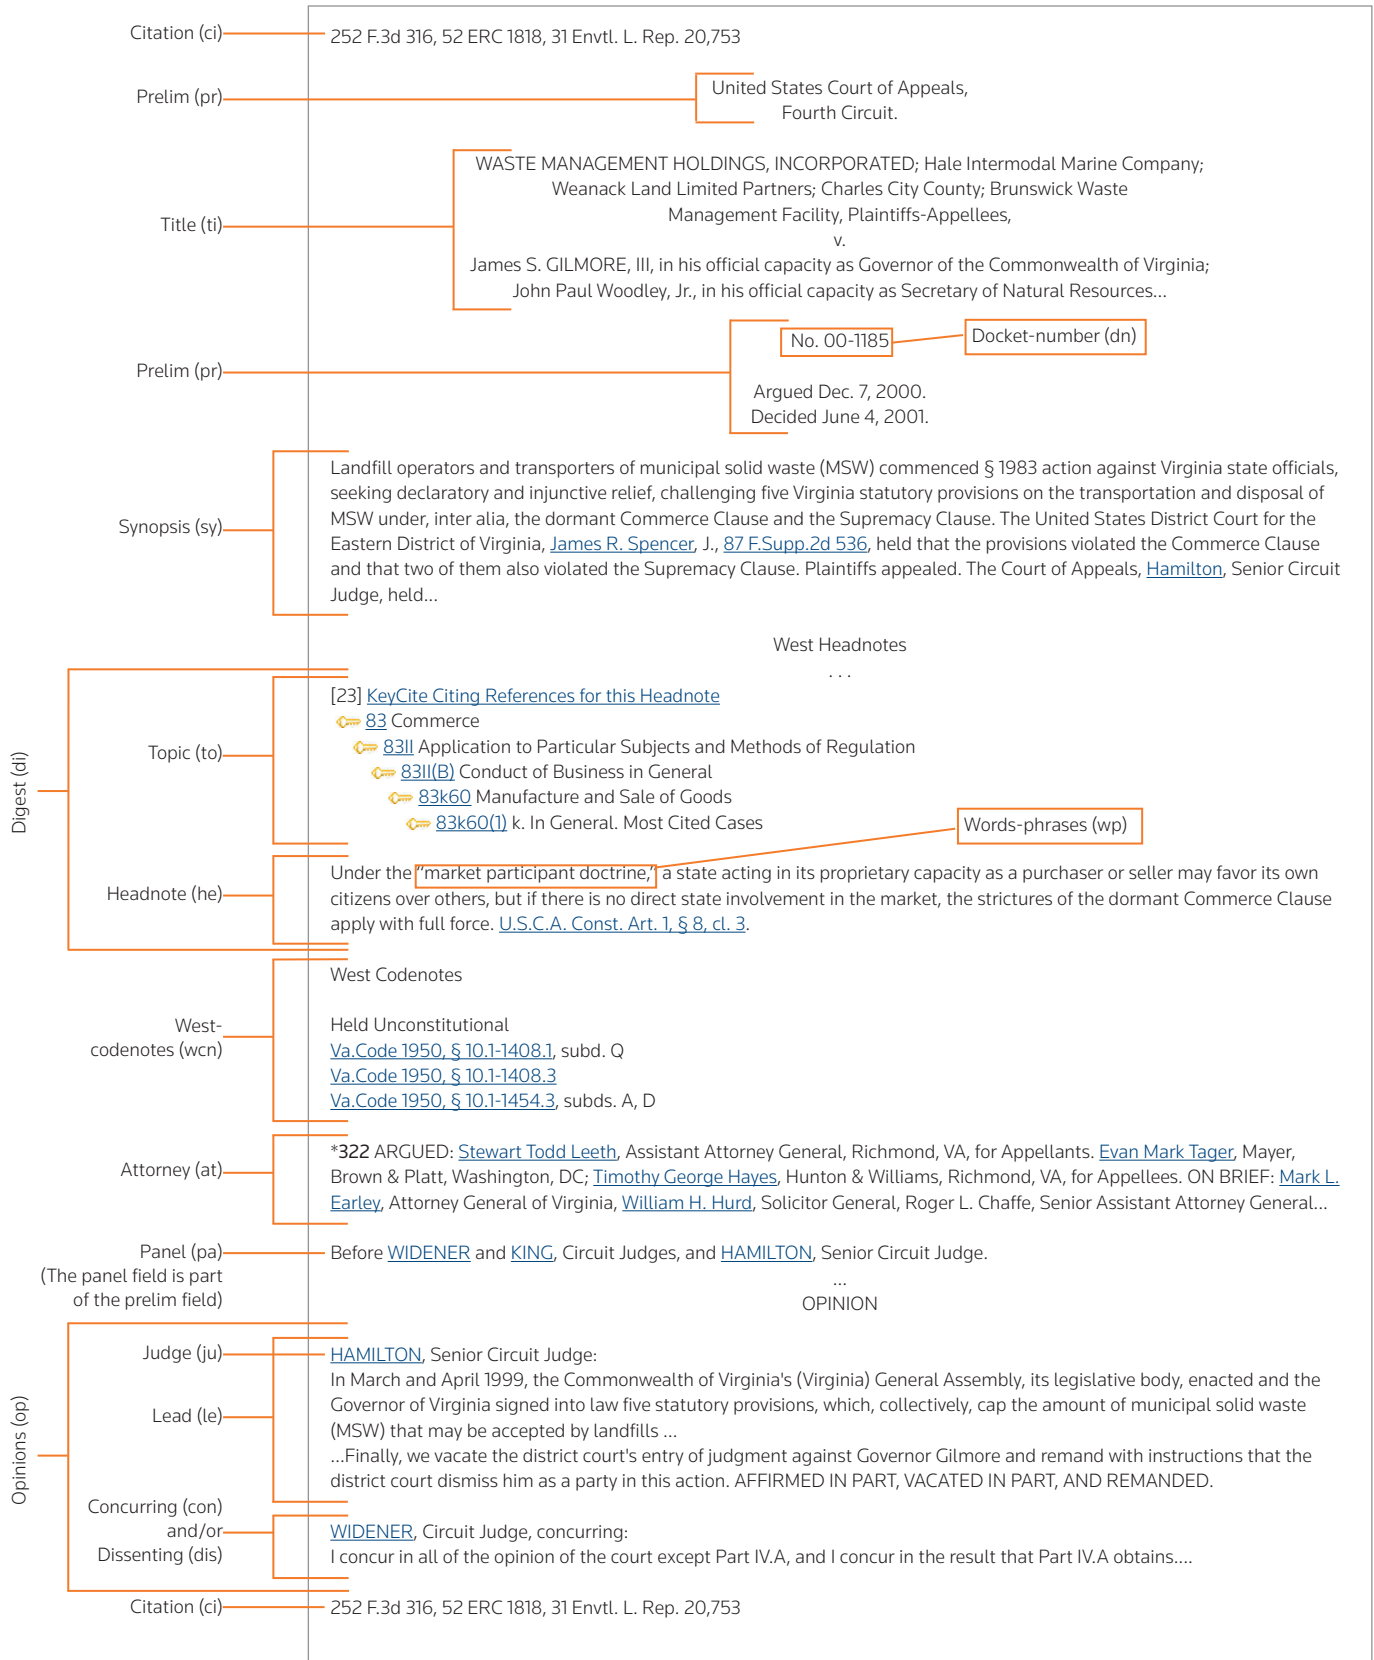 Citation (ci)
252 F.3d 316, 52 ERC 1818, 31 Envtl. L. Rep. 20,753
Prelim (pr)
United States Court of Appeals,
Fourth Circuit.
Title (ti)
WASTE MANAGEMENT HOLDINGS, INCORPORATED; Hale Intermodal Marine Company;
Weanack Land Limited Partners; Charles City County; Brunswick Waste
Management Facility, Plaintiffs-Appellees,
v.
James S. GILMORE, III, in his official capacity as Governor of the Commonwealth of Virginia;
John Paul Woodley, Jr., in his official capacity as Secretary of Natural Resources...
Prelim (pr)
No. 00-1185
Docket-number (dn)
Argued Dec. 7, 2000.
Decided June 4, 2001.
Synopsis (sy)
Landfill operators and transporters of municipal solid waste (MSW) commenced § 1983 action against Virginia state officials,
seeking declaratory and injunctive relief, challenging five Virginia statutory provisions on the transportation and disposal of
MSW under, inter alia, the dormant Commerce Clause and the Supremacy Clause. The United States District Court for the
Eastern District of Virginia, James R. Spencer, J., 87 F.Supp.2d 536, held that the provisions violated the Commerce Clause
and that two of them also violated the Supremacy Clause. Plaintiffs appealed. The Court of Appeals, Hamilton, Senior Circuit
Judge, held...
West Headnotes
. . .
Digest (di)
Topic (to)
[23] KeyCite Citing References for this Headnote
83 Commerce
83II Application to Particular Subjects and Methods of Regulation
83II(B) Conduct of Business in General
83k60 Manufacture and Sale of Goods
83k60(1) k. In General. Most Cited Cases
Words-phrases (wp)
Headnote (he)
Under the "market participant doctrine," a state acting in its proprietary capacity as a purchaser or seller may favor its own
citizens over others, but if there is no direct state involvement in the market, the strictures of the dormant Commerce Clause
apply with full force. U.S.C.A. Const. Art. 1, § 8, cl. 3.
West-
codenotes (wcn)
West Codenotes
Held Unconstitutional
Va.Code 1950, § 10.1-1408.1, subd. Q
Va.Code 1950, § 10.1-1408.3
Va.Code 1950, § 10.1-1454.3, subds. A, D
Attorney (at)
*322 ARGUED: Stewart Todd Leeth, Assistant Attorney General, Richmond, VA, for Appellants. Evan Mark Tager, Mayer,
Brown & Platt, Washington, DC; Timothy George Hayes, Hunton & Williams, Richmond, VA, for Appellees. ON BRIEF: Mark L.
Earley, Attorney General of Virginia, William H. Hurd, Solicitor General, Roger L. Chaffe, Senior Assistant Attorney General...
Panel (pa)
(The panel field is part
of the prelim field)
Before WIDENER and KING, Circuit Judges, and HAMILTON, Senior Circuit Judge.
...
OPINION
Opinions (op)
Judge (ju)
HAMILTON, Senior Circuit Judge:
Lead (le)
In March and April 1999, the Commonwealth of Virginia's (Virginia) General Assembly, its legislative body, enacted and the
Governor of Virginia signed into law five statutory provisions, which, collectively, cap the amount of municipal solid waste
(MSW) that may be accepted by landfills ...
...Finally, we vacate the district court's entry of judgment against Governor Gilmore and remand with instructions that the
district court dismiss him as a party in this action. AFFIRMED IN PART, VACATED IN PART, AND REMANDED.
Concurring (con)
and/or
Dissenting (dis)
WIDENER, Circuit Judge, concurring:
I concur in all of the opinion of the court except Part IV.A, and I concur in the result that Part IV.A obtains....
Citation (ci)
252 F.3d 316, 52 ERC 1818, 31 Envtl. L. Rep. 20,753